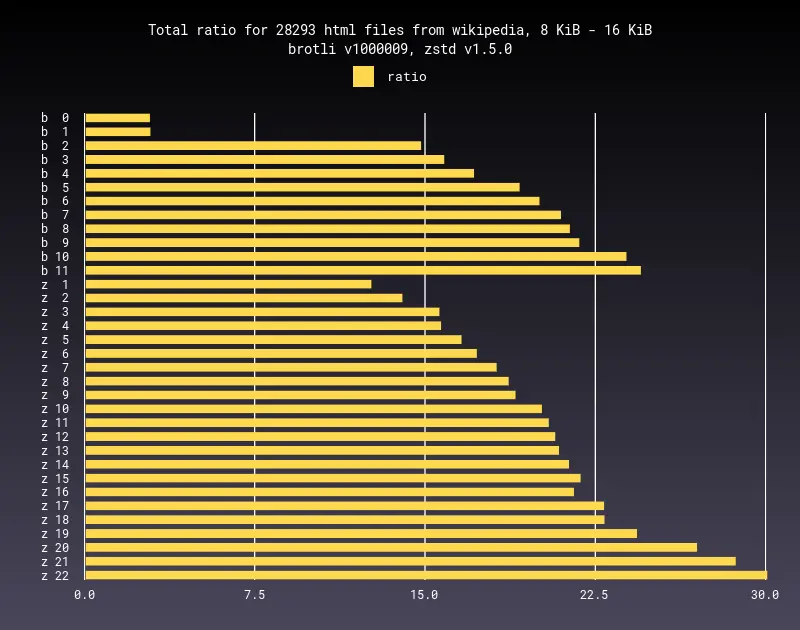 Total ratio for 28293 html files from wikipedia, 8 KiB - 16 KiB
brotli v1000009, zstd v1.5.0
ratio
b 0
b 1
b 2
b 3
b 4
b 5
b 6
b 7
b 8
b 9
b 10
b 11
z 1
z 2
z 3
z 4
z 5
z 6
z 7
z 8
z 9
z 10
z 11
z 12
z 13
z 14
z 15
z 16
z 17
z 18
z 19
z 20
z 21
z 22
0.0 7.5 15.0 22.5 30.0